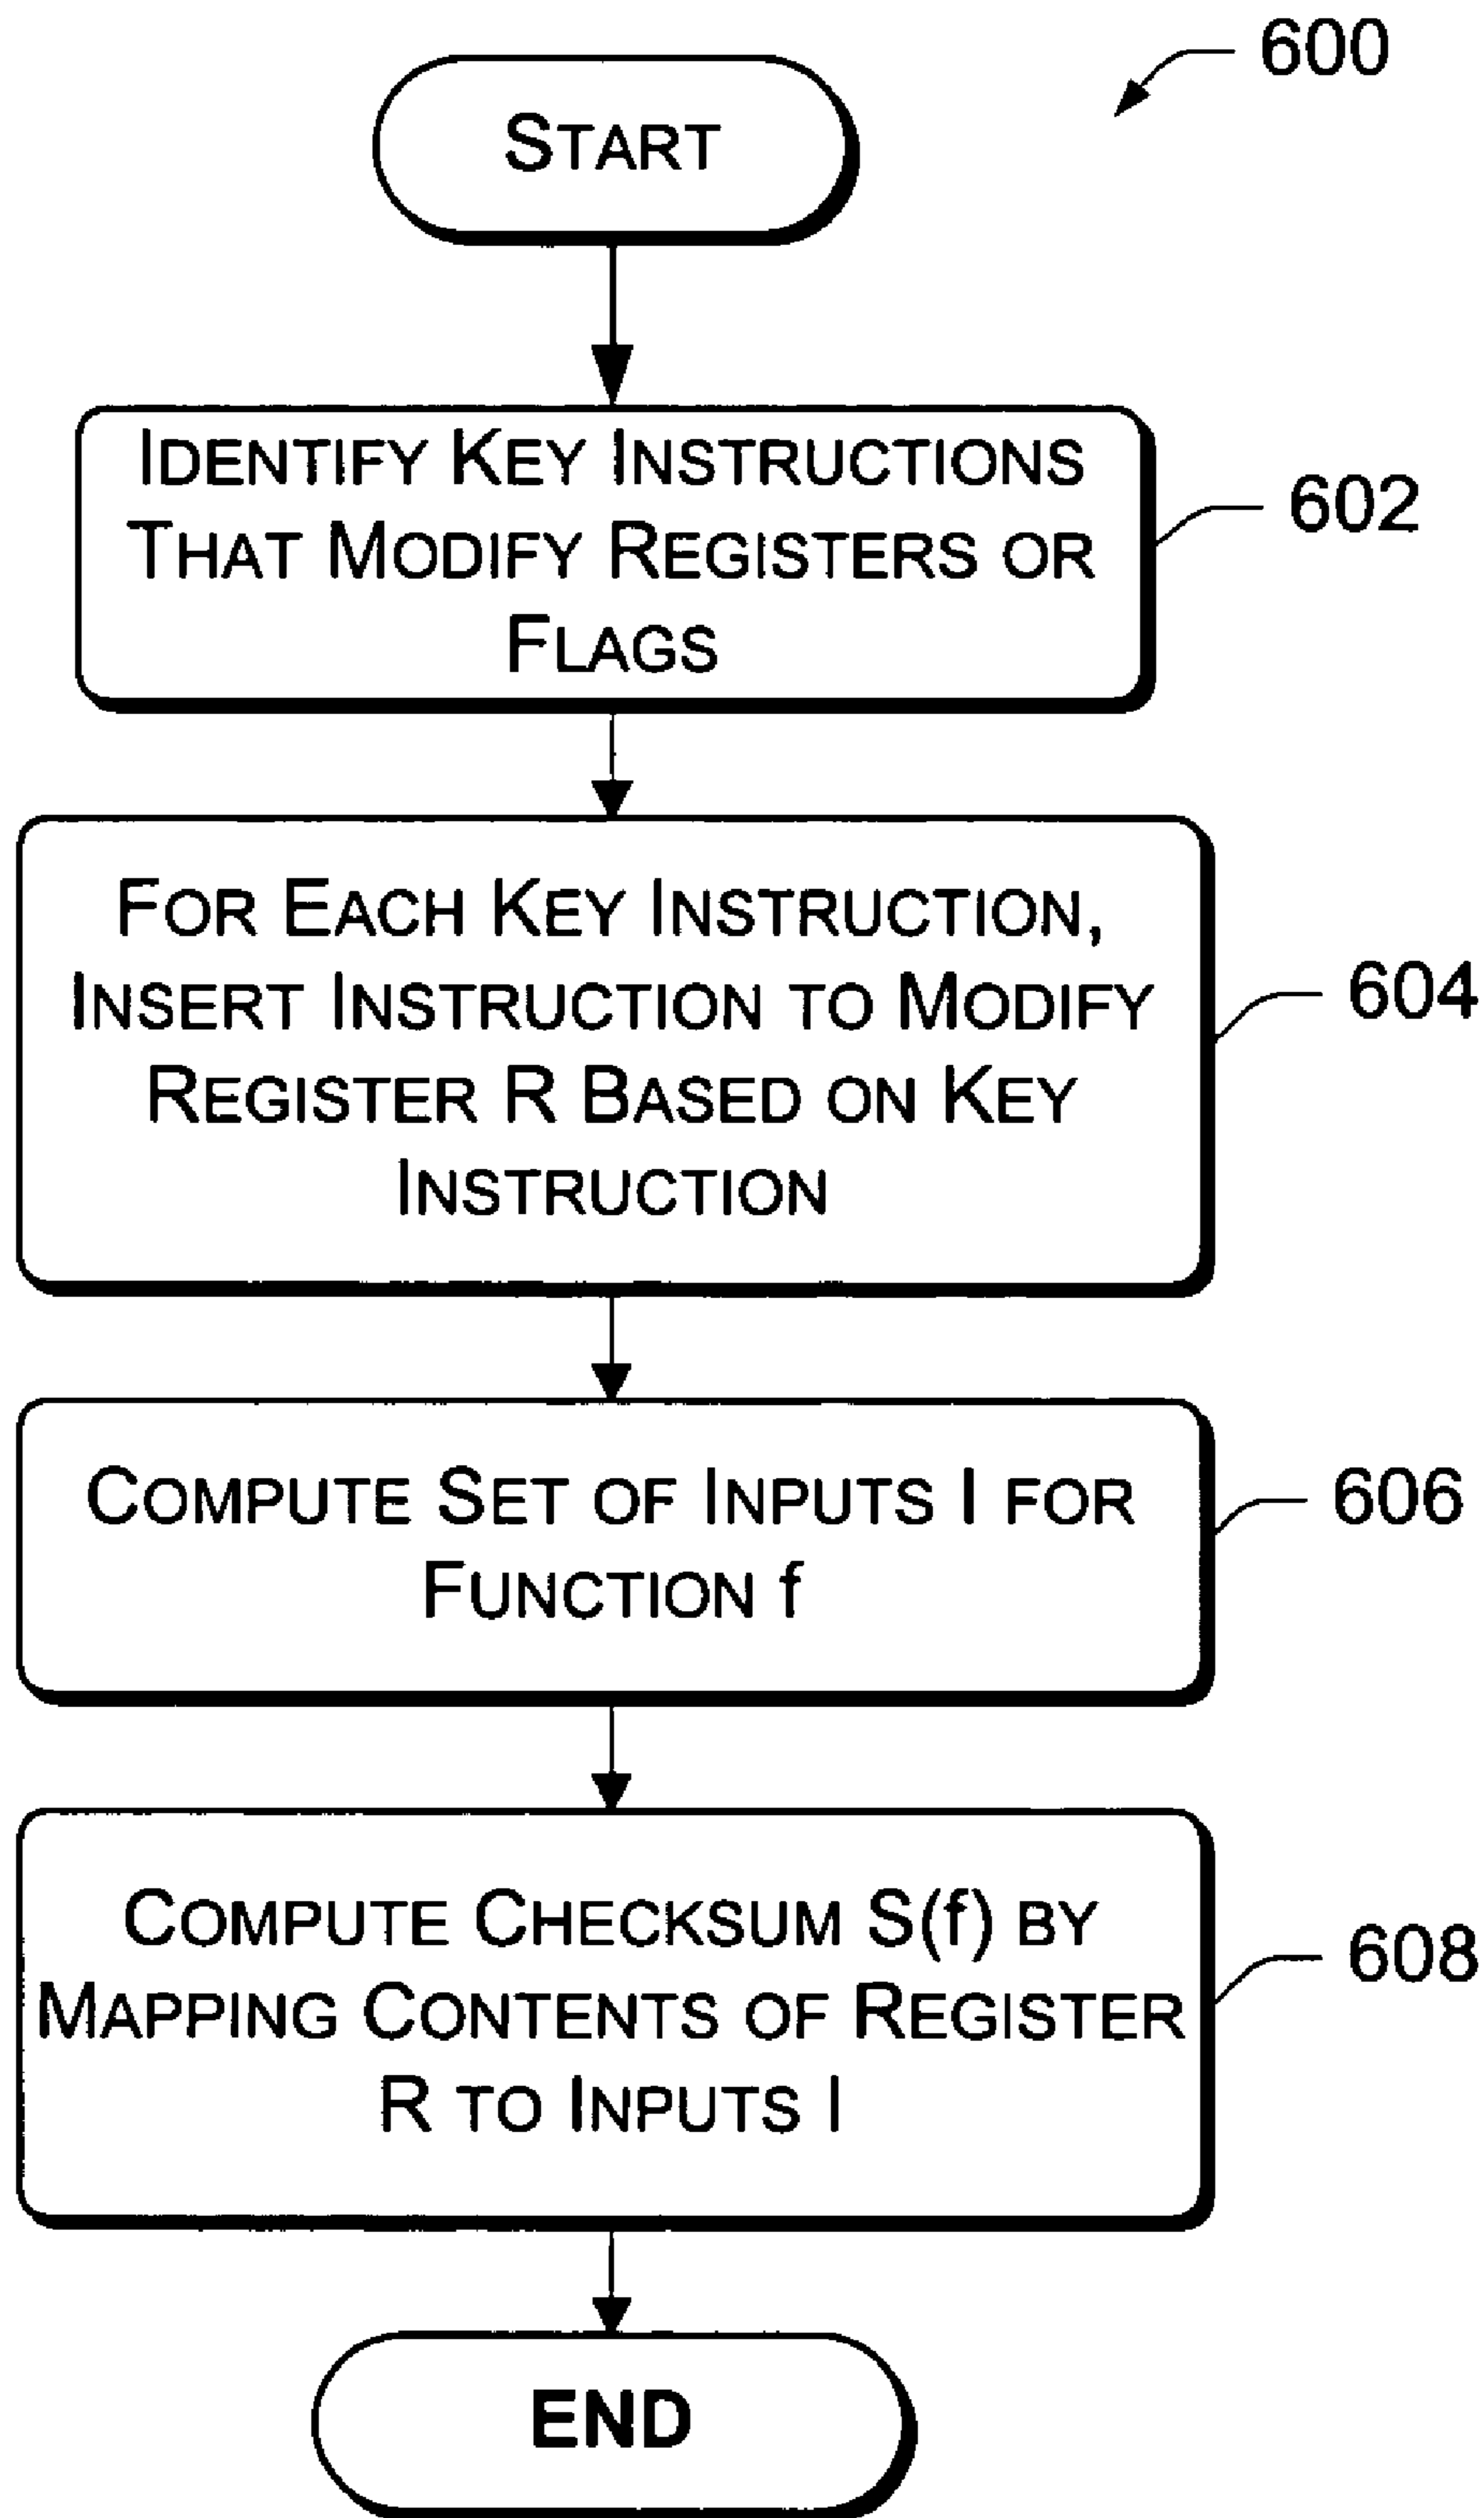 600
START
IDENTIFY KEY INSTRUCTIONS
THAT MODIFY REGISTERS OR
FLAGS
602
FOR EACH KEY INSTRUCTION,
INSERT INSTRUCTION TO MODIFY
REGISTER R BASED ON KEY
INSTRUCTION
604
COMPUTE SET OF INPUTS I FOR
FUNCTION f
606
COMPUTE CHECKSUM S(f) BY
MAPPING CONTENTS OF REGISTER
R TO INPUTS I
608
END